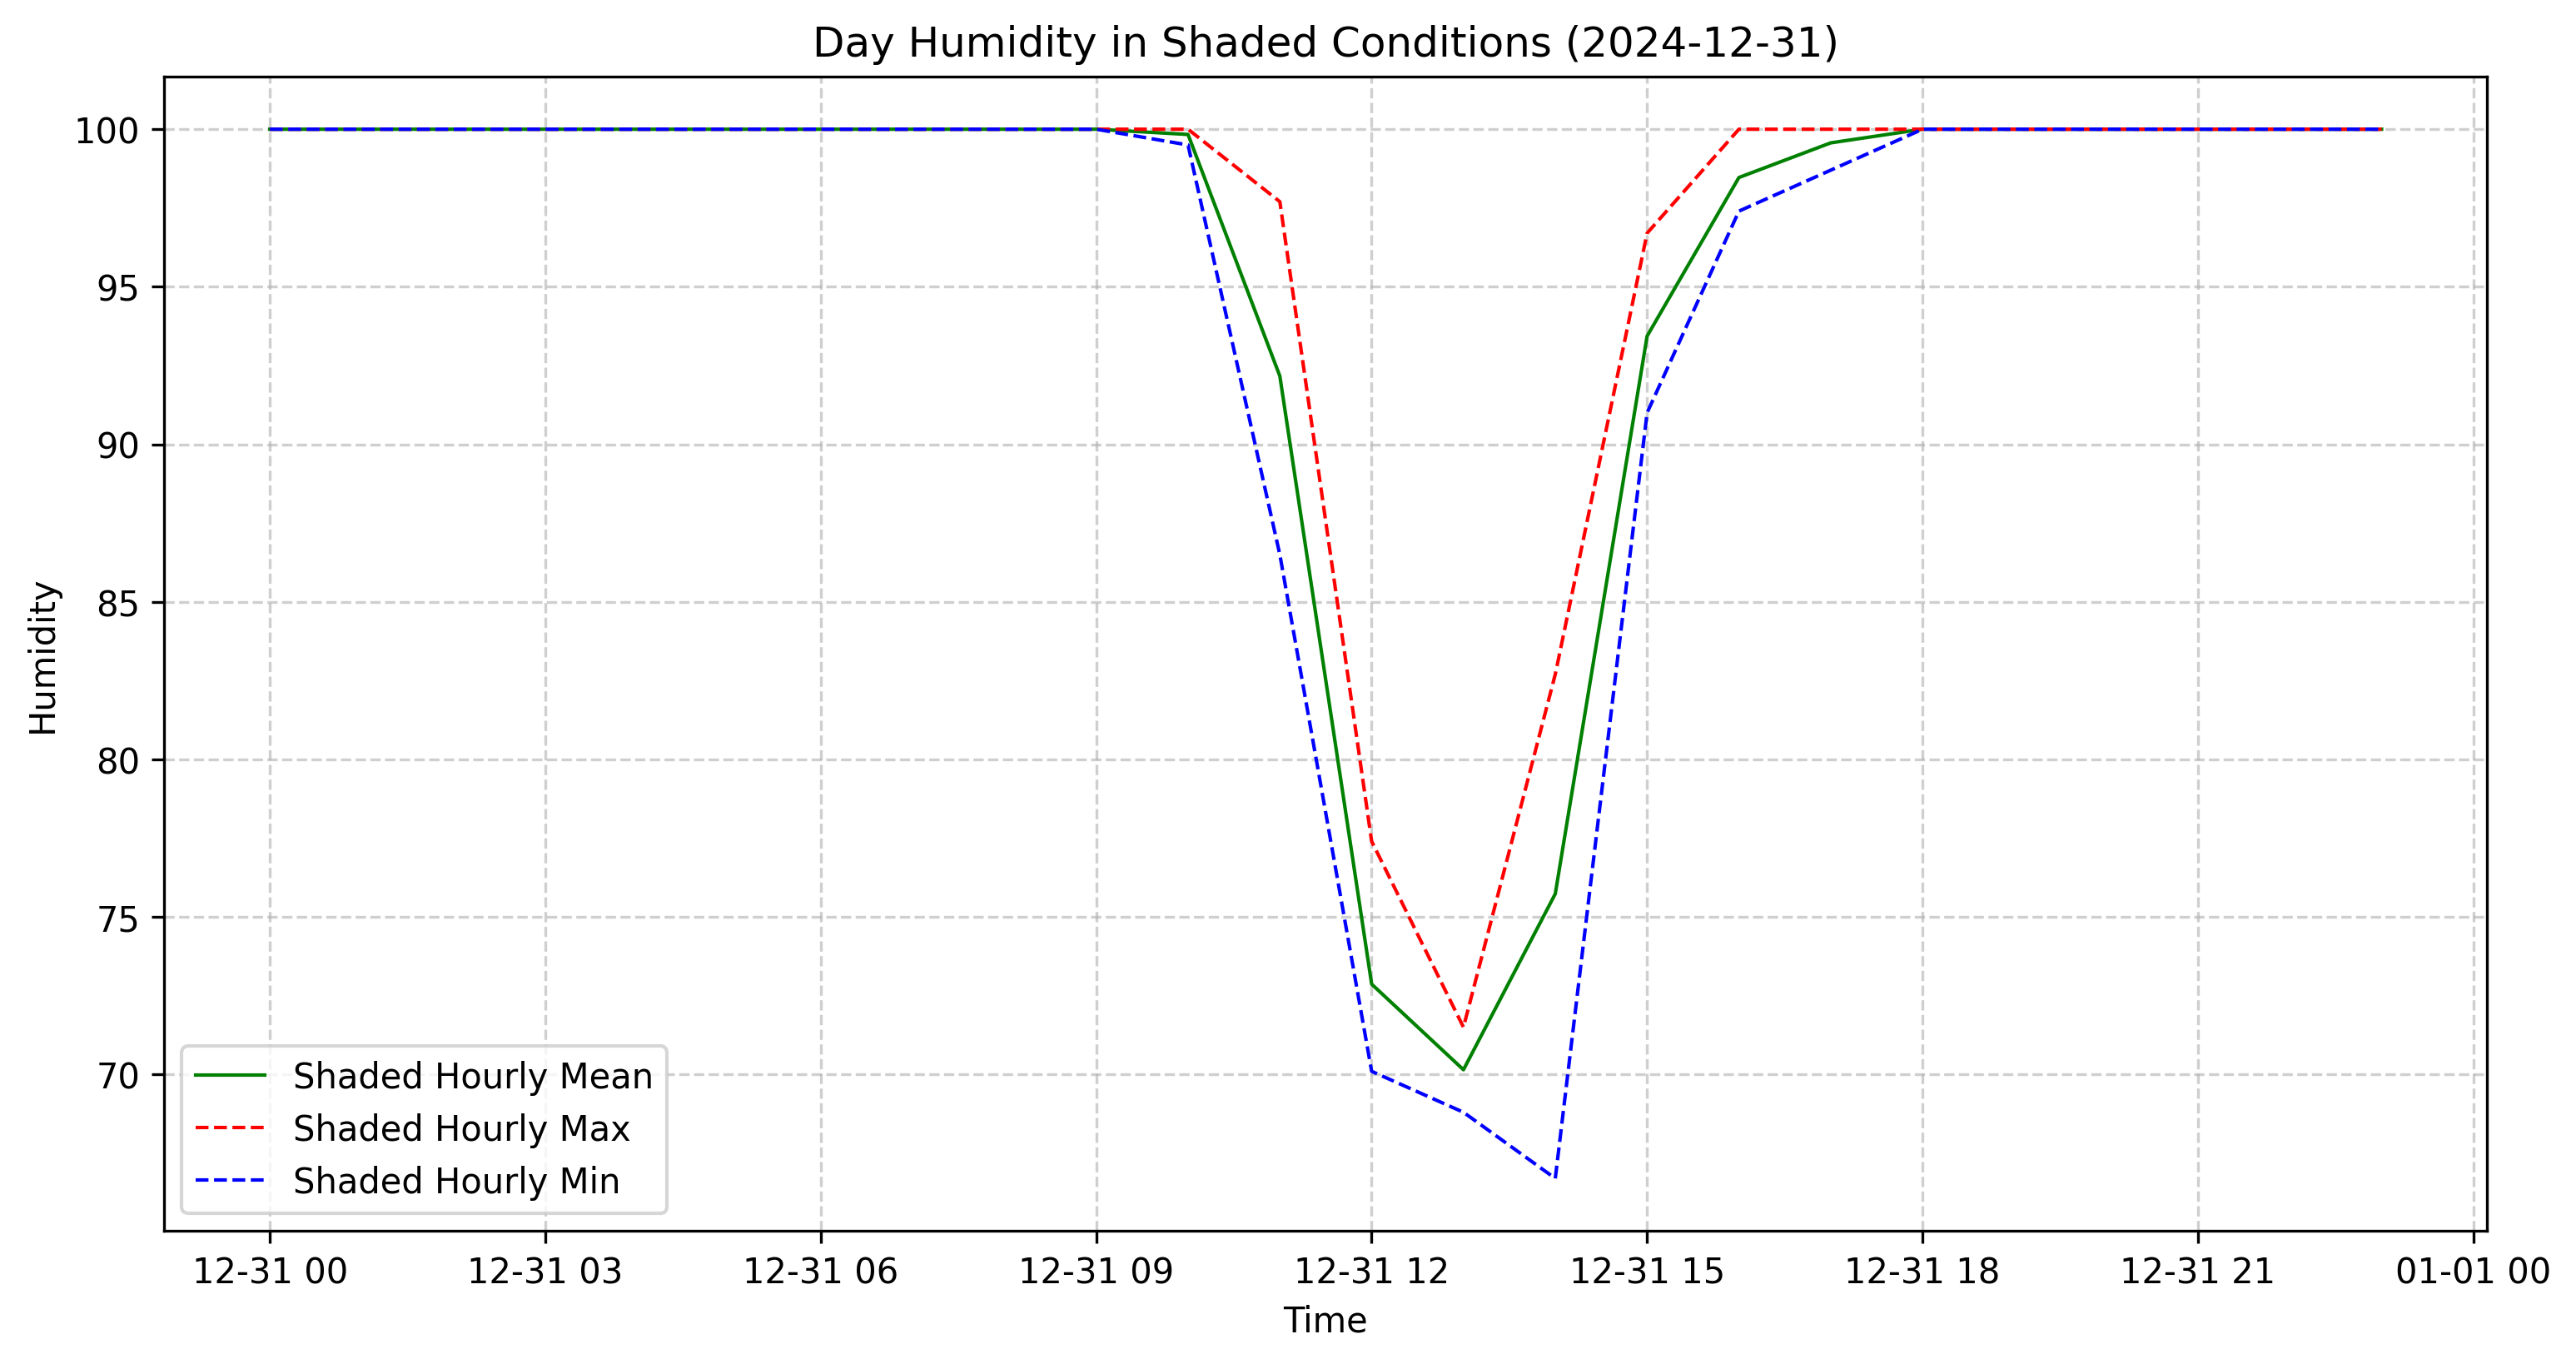 Day Humidity in Shaded Conditions (2024-12-31)
100
95
90
85
80
75
70
Humidity
Shaded Hourly Mean
Shaded Hourly Max
Shaded Hourly Min
12-31 00 12-31 03 12-31 06 12-31 09 12-31 12 12-31 15 12-31 18 12-31 21 01-01 00
Time